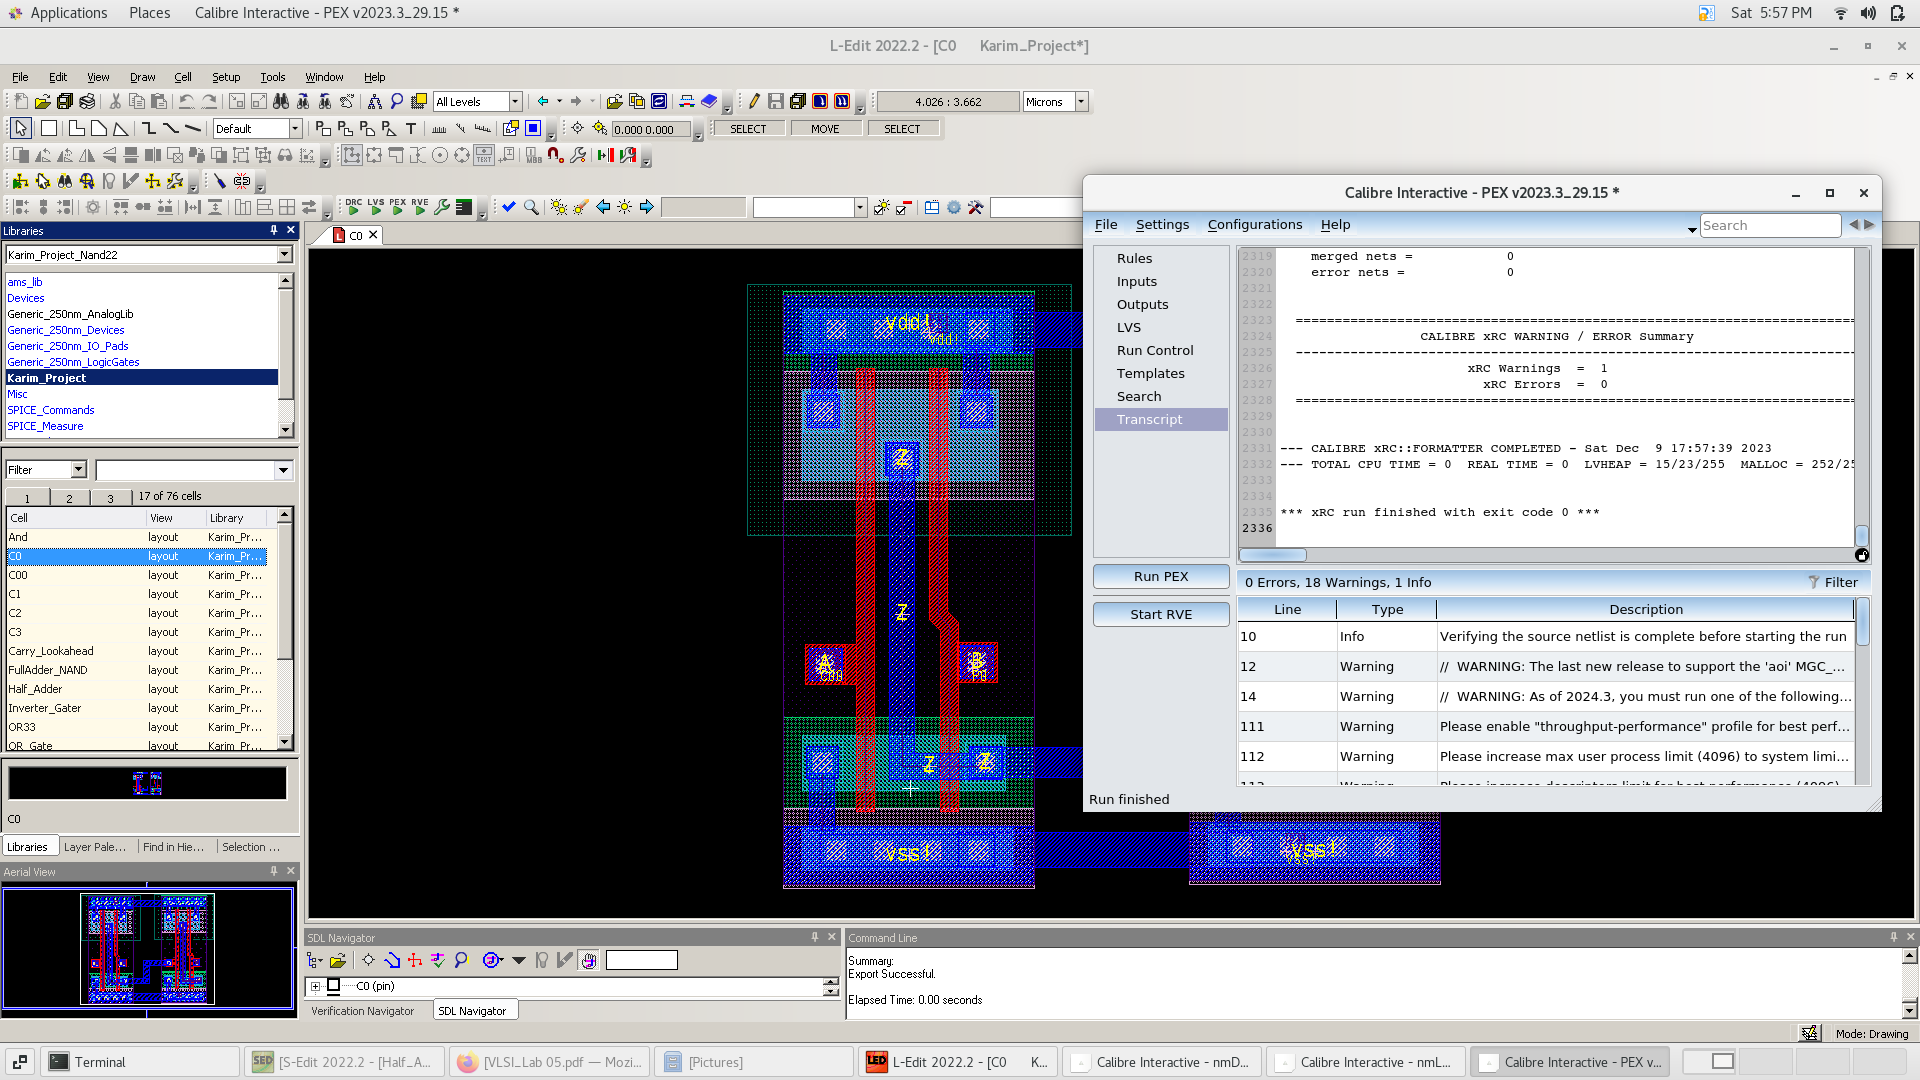 Applications Places Calibre Interactive - PEX v2023.3_29.15 * Sat 5:57 PM
L-Edit 2022.2 - [C0 Karim_Project*]
File Edit View Draw Cell Setup Tools Window Help
All Levels 4.026 : 3.662 Microns
Default T 0.000 0.000 SELECT MOVE SELECT
TEXT
DRC LVS PEX RVE
Libraries
Karim_Project_Nand22
ams_lib
Devices
Generic_250nm_AnalogLib
Generic_250nm_Devices
Generic_250nm_IO_Pads
Generic_250nm_LogicGates
Karim_Project
Misc
SPICE_Commands
SPICE_Measure
Filter
1 2 3 17 of 76 cells
Cell View Library
And layout Karim_Pr...
C0 layout Karim_Pr...
C00 layout Karim_Pr...
C1 layout Karim_Pr...
C2 layout Karim_Pr...
C3 layout Karim_Pr...
Carry_Lookahead layout Karim_Pr...
FullAdder_NAND layout Karim_Pr...
Half_Adder layout Karim_Pr...
Inverter_Gater layout Karim_Pr...
OR33 layout Karim_Pr...
OR_Gate layout Karim_Pr...
C0
Libraries Layer Pale... Find in Hie... Selection ...
Aerial View
C0
vdd!
vdd!
Z
Z
A
C00
B
P0
Z
Z
vss!
vss!
Calibre Interactive - PEX v2023.3_29.15 *
File Settings Configurations Help Search
Rules
Inputs
Outputs
LVS
Run Control
Templates
Search
Transcript
Run PEX
Start RVE
Run finished
2319 merged nets = 0
2320 error nets = 0
2321
2322
2323 ==========
2324 CALIBRE xRC WARNING / ERROR Summary
2325 ----------
2326 xRC Warnings = 1
2327 xRC Errors = 0
2328 ==========
2329
2330
2331 --- CALIBRE xRC::FORMATTER COMPLETED - Sat Dec 9 17:57:39 2023
2332 --- TOTAL CPU TIME = 0 REAL TIME = 0 LVHEAP = 15/23/255 MALLOC = 252/25
2333
2334
2335 *** xRC run finished with exit code 0 ***
2336
0 Errors, 18 Warnings, 1 Info Filter
Line Type Description
10 Info Verifying the source netlist is complete before starting the run
12 Warning // WARNING: The last new release to support the 'aoi' MGC_...
14 Warning // WARNING: As of 2024.3, you must run one of the following...
111 Warning Please enable "throughput-performance" profile for best perf...
112 Warning Please increase max user process limit (4096) to system limi...
113 Warning Please increase descriptors limit for best performance (4096)
SDL Navigator
C0 (pin)
Verification Navigator SDL Navigator
Command Line
Summary:
Export Successful.
Elapsed Time: 0.00 seconds
Mode: Drawing
Terminal [S-Edit 2022.2 - [Half_A... [VLSI_Lab 05.pdf — Mozi... [Pictures] L-Edit 2022.2 - [C0 K... Calibre Interactive - nmD... Calibre Interactive - nmL... Calibre Interactive - PEX v...